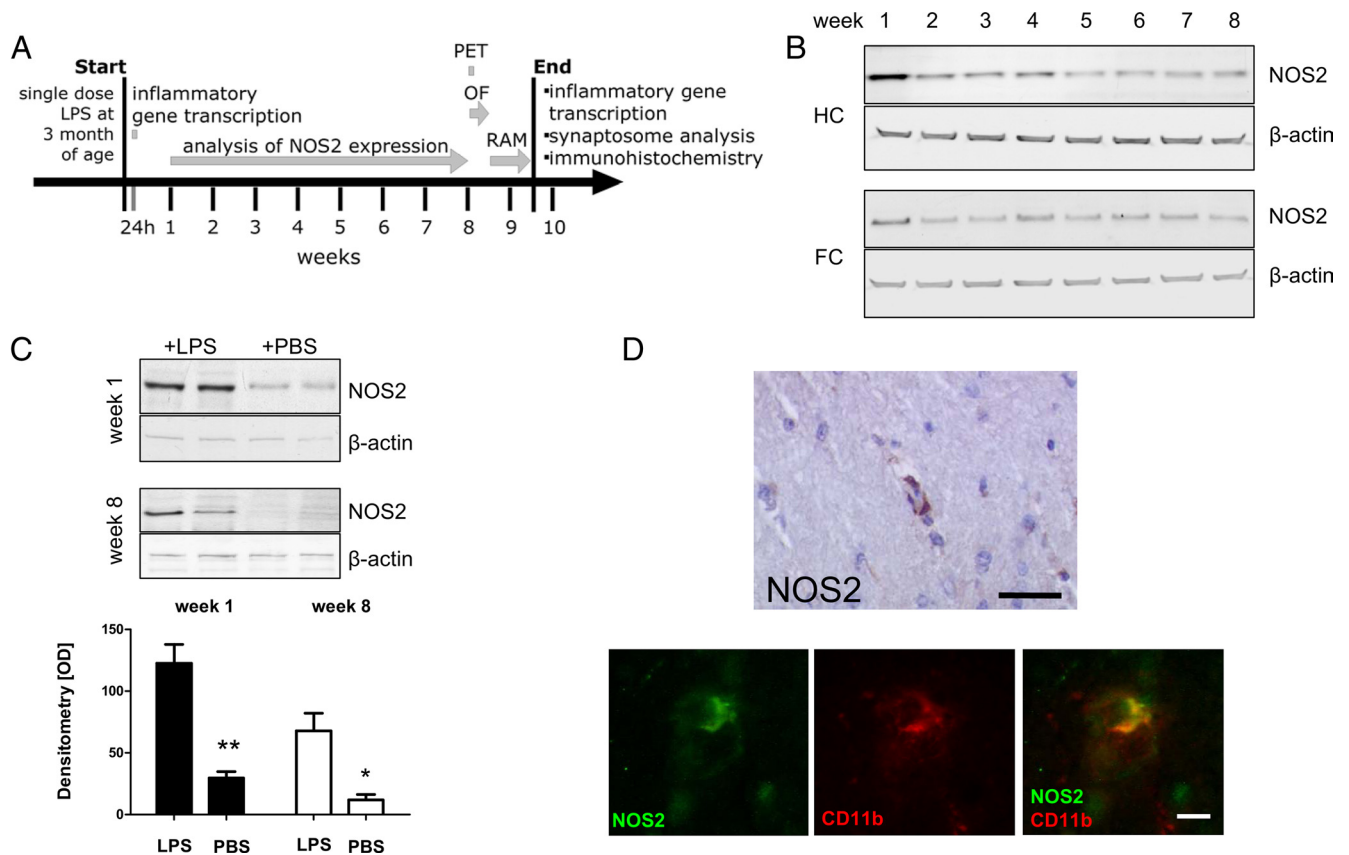 A
Start
single dose
LPS at
3 month
of age
inflammatory
gene transcription
analysis of NOS2 expression
PET
OF
RAM
End
▪inflammatory gene
transcription
▪synaptosome analysis
▪immunohistochemistry
24h 1 2 3 4 5 6 7 8 9 10
weeks
B
week 1 2 3 4 5 6 7 8
HC
NOS2
β-actin
FC
NOS2
β-actin
C
+LPS +PBS
week 1
NOS2
β-actin
week 8
NOS2
β-actin
week 1 week 8
Densitometry [OD]
150
100
50
0
**
*
LPS PBS LPS PBS
D
NOS2
NOS2
CD11b
NOS2
CD11b